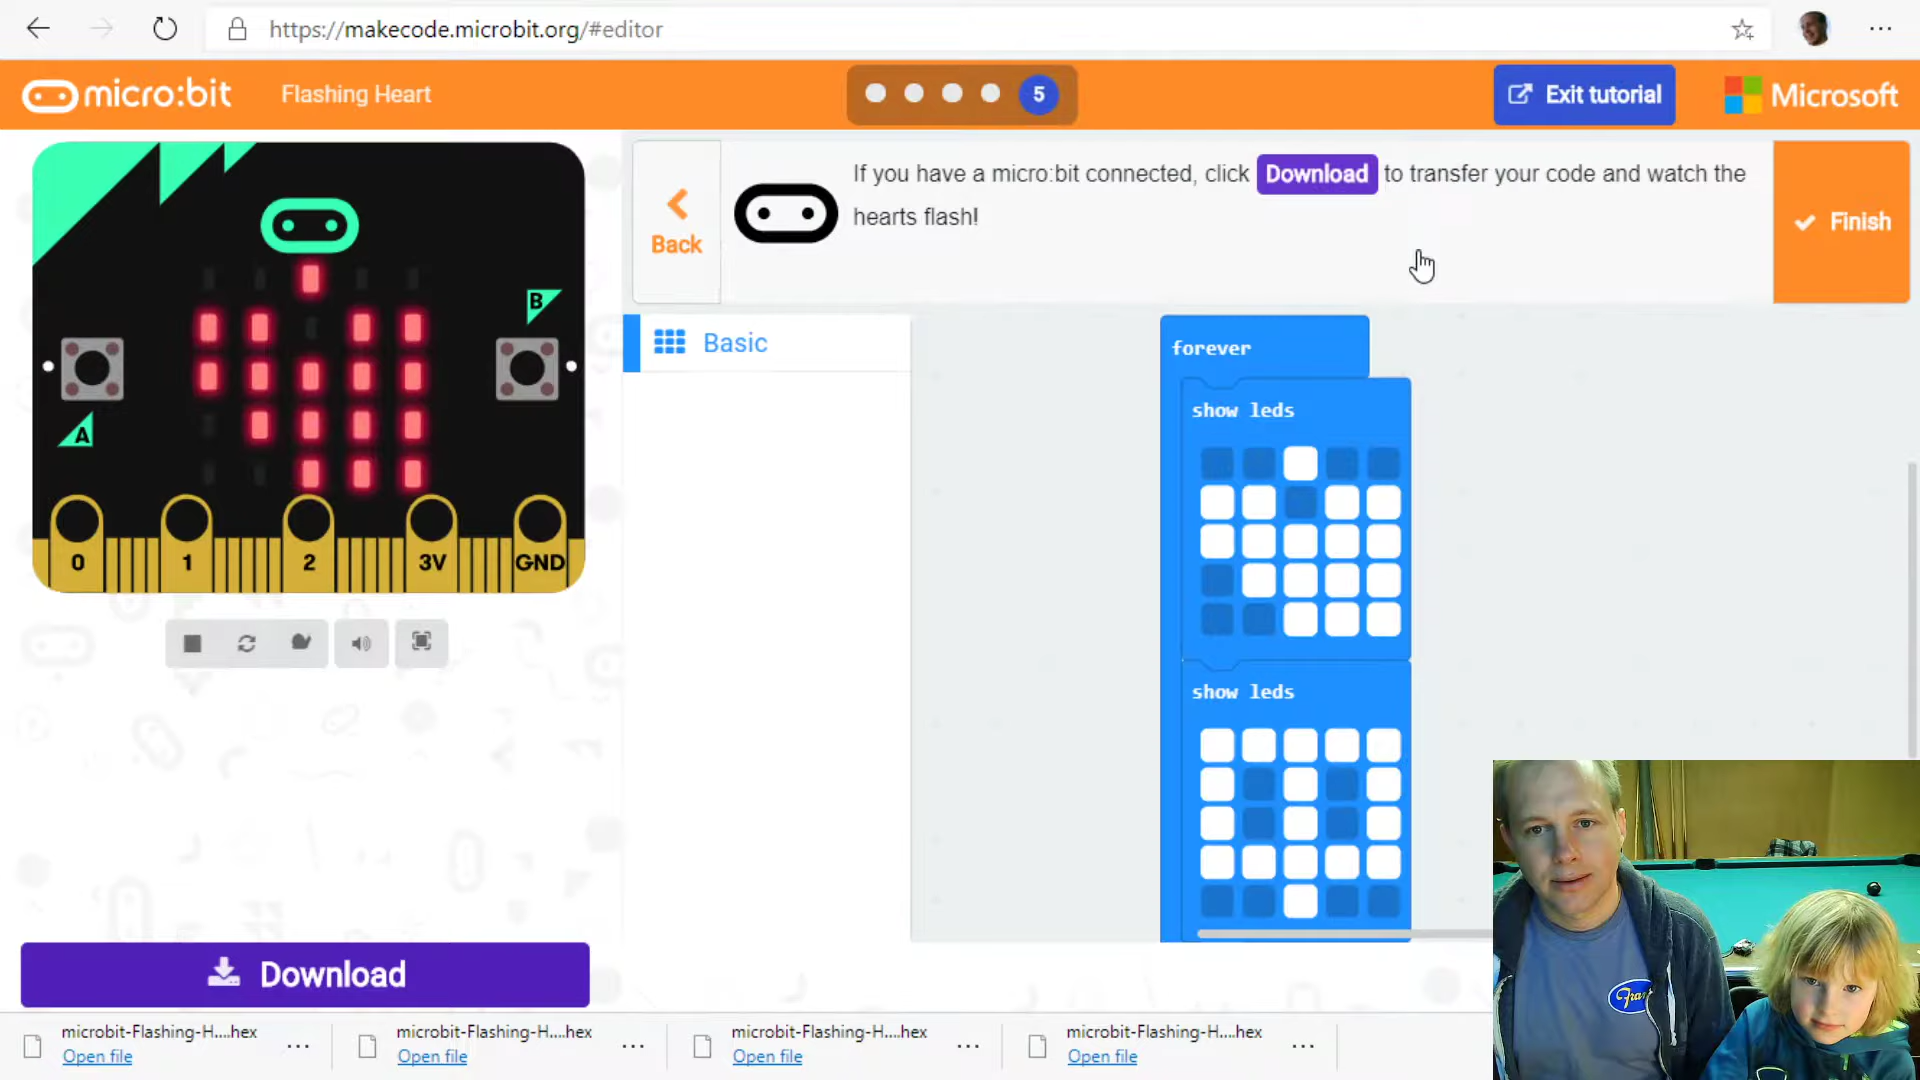 https://makecode.microbit.org/#editor
micro:bit
Flashing Heart
5
Exit tutorial
Microsoft
Back
If you have a micro:bit connected, click Download to transfer your code and watch the
hearts flash!
Finish
B
A
0
1
2
3V
GND
Basic
forever
show leds
show leds
Download
microbit-Flashing-H....hex
Open file
microbit-Flashing-H....hex
Open file
microbit-Flashing-H....hex
Open file
microbit-Flashing-H....hex
Open file